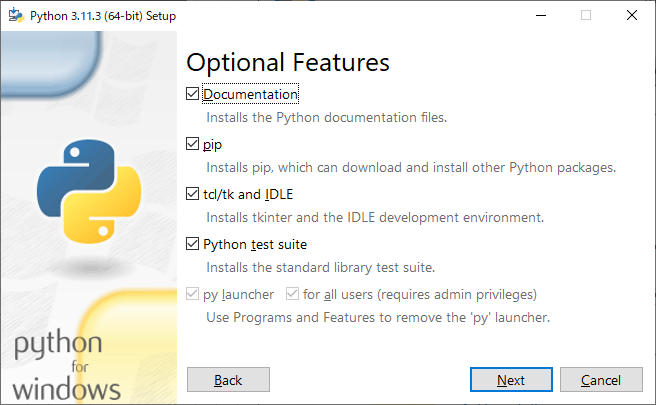 Python 3.11.3 (64-bit) Setup
Optional Features
Documentation
Installs the Python documentation files.
pip
Installs pip, which can download and install other Python packages.
tcl/tk and IDLE
Installs tkinter and the IDLE development environment.
Python test suite
Installs the standard library test suite.
py launcher for all users (requires admin privileges)
Use Programs and Features to remove the 'py' launcher.
python
for
windows
Back Next Cancel